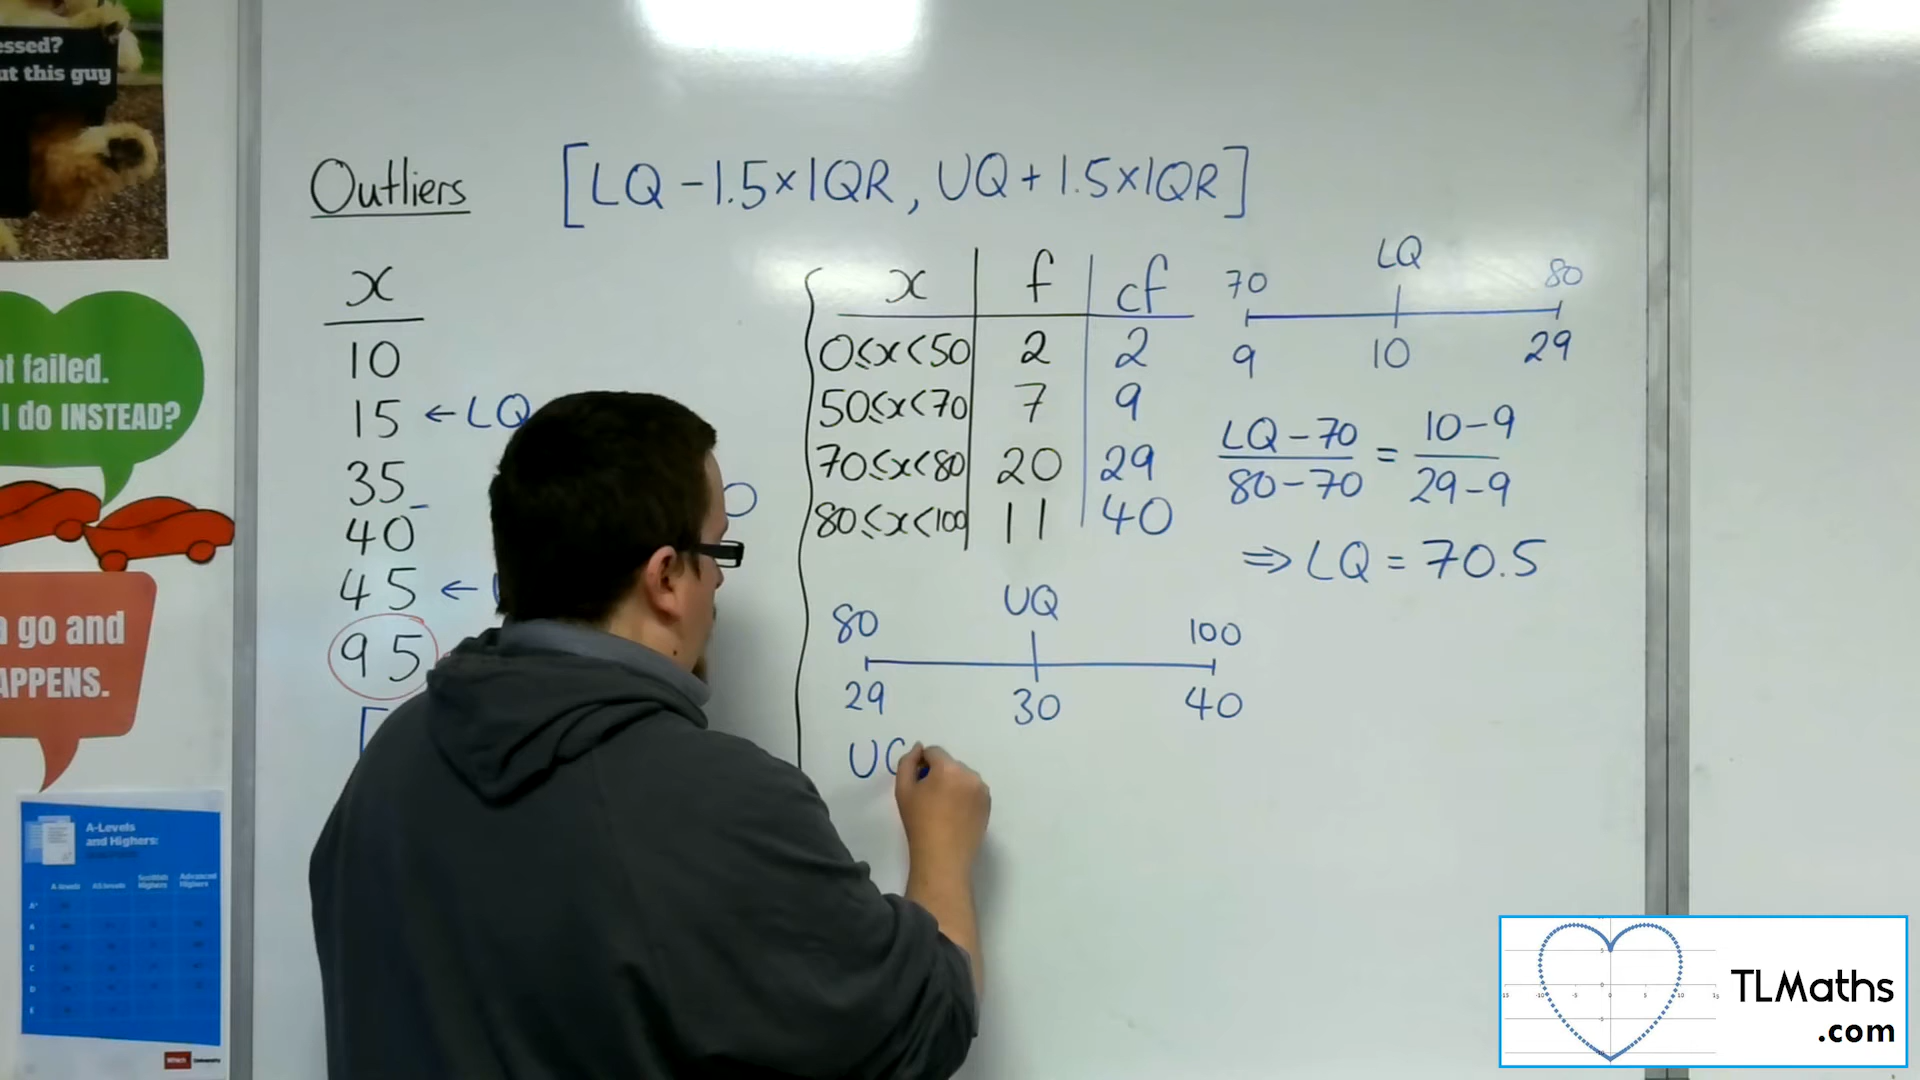 essed?
ut this guy
t failed.
I do INSTEAD?
a go and
APPENS.
A-Levels
and Highers:
Outliers [LQ - 1.5×IQR, UQ + 1.5×IQR]
x
10
15 ← LQ
35
40
45 ←
95
[
x f cf
0≤x<50 2 2
50≤x<70 7 9
70≤x<80 20 29
80≤x<100 11 40
LQ
70 80
9 10 29
LQ - 70 / 80 - 70 = 10 - 9 / 29 - 9
⇒ LQ = 70.5
UQ
80 100
29 30 40
UQ
TLMaths
.com